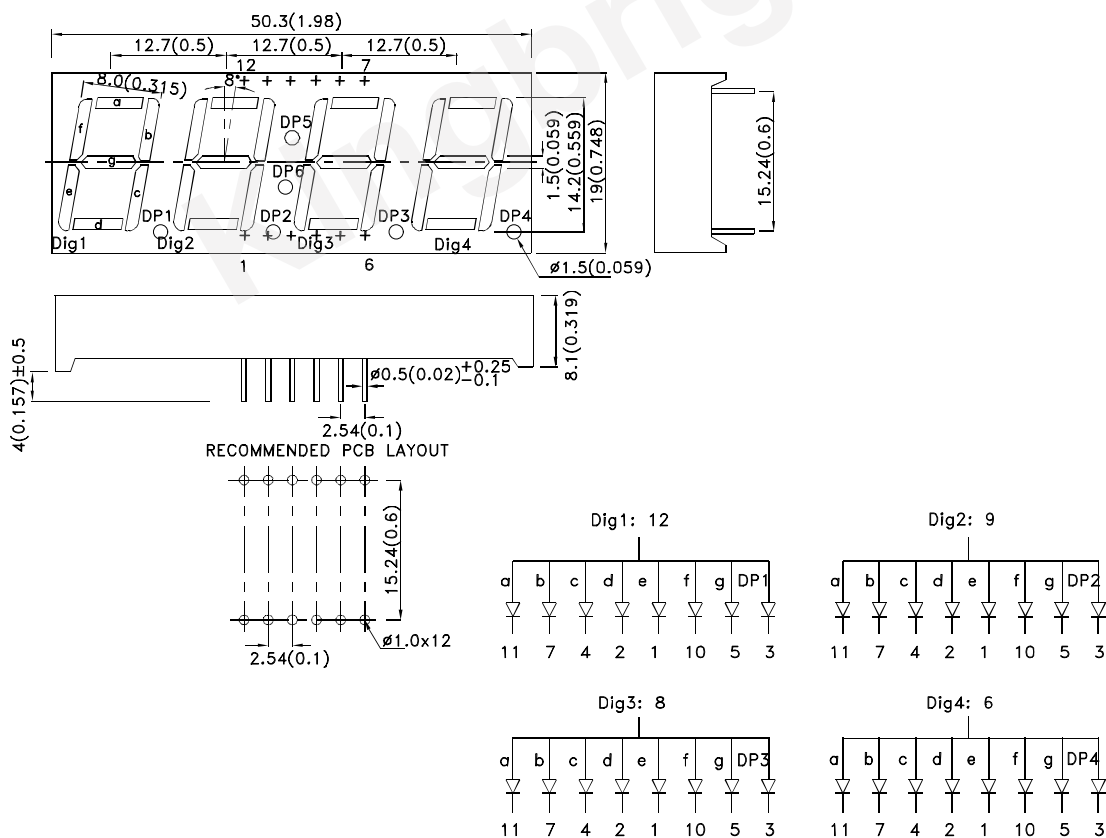 50.3(1.98)
12.7(0.5) 12.7(0.5) 12.7(0.5)
12 7
8.0(0.315) 8°
a
f b
g
e c
d
DP5
DP6
DP1 DP2 DP3 DP4
Dig1 Dig2 Dig3 Dig4
1 6
1.5(0.059)
14.2(0.559)
19(0.748)
ø1.5(0.059)
15.24(0.6)
Kingbrig
8.1(0.319)
4(0.157)±0.5
ø0.5(0.02)+0.25 -0.1
2.54(0.1)
RECOMMENDED PCB LAYOUT
15.24(0.6)
2.54(0.1)
ø1.0x12
Dig1: 12
a b c d e f g DP1
11 7 4 2 1 10 5 3
Dig2: 9
a b c d e f g DP2
11 7 4 2 1 10 5 3
Dig3: 8
a b c d e f g DP3
11 7 4 2 1 10 5 3
Dig4: 6
a b c d e f g DP4
11 7 4 2 1 10 5 3